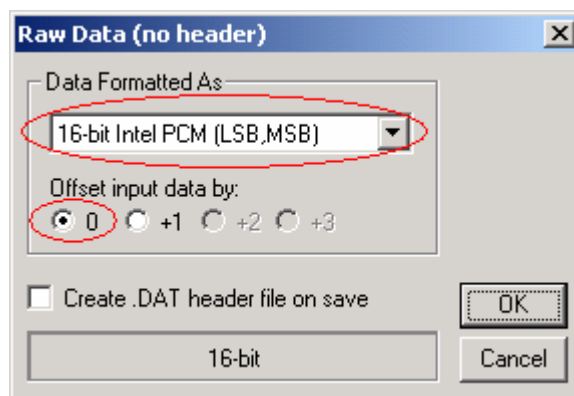 Raw Data (no header)
Data Formatted As
16-bit Intel PCM (LSB,MSB)
Offset input data by:
0 +1 +2 +3
Create .DAT header file on save
OK
16-bit
Cancel